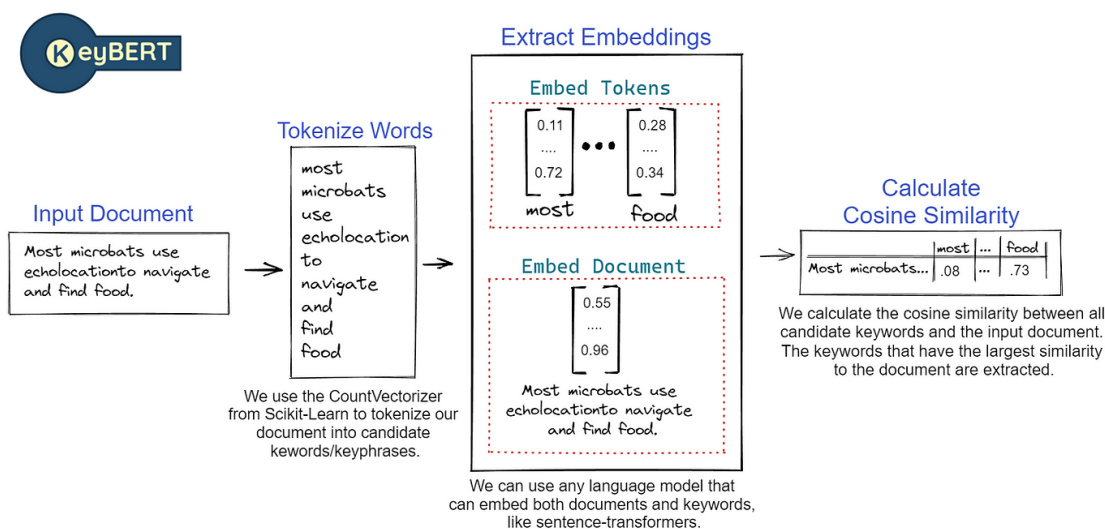 KeyBERT
Input Document
Most microbats use
echolocationto navigate
and find food.
Tokenize Words
most
microbats
use
echolocation
to
navigate
and
find
food
We use the CountVectorizer
from Scikit-Learn to tokenize our
document into candidate
kewords/keyphrases.
Extract Embeddings
Embed Tokens
0.11 0.28
.... ....
0.72 ••• 0.34
most food
Embed Document
0.55
....
0.96
Most microbats use
echolocationto navigate
and find food.
We can use any language model that
can embed both documents and keywords,
like sentence-transformers.
Calculate
Cosine Similarity
most ... food
Most microbats... .08 ... .73
We calculate the cosine similarity between all
candidate keywords and the input document.
The keywords that have the largest similarity
to the document are extracted.